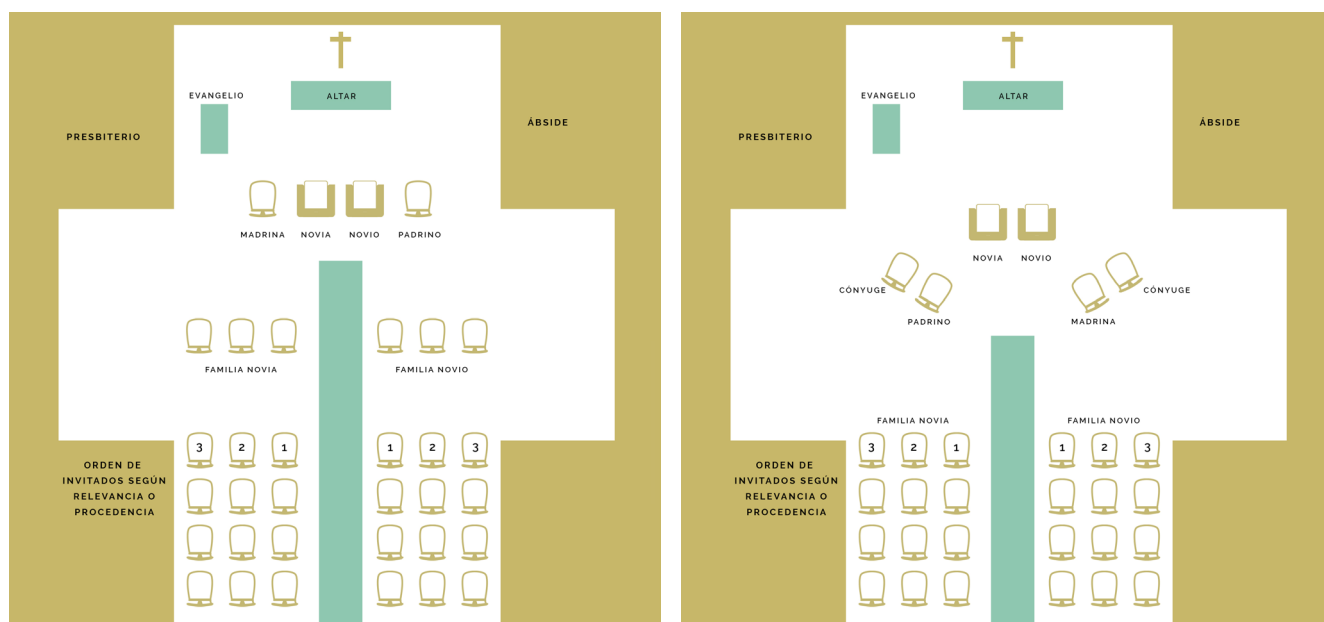 EVANGELIO
ALTAR
PRESBITERIO
ÁBSIDE
MADRINA NOVIA NOVIO PADRINO
FAMILIA NOVIA FAMILIA NOVIO
3 2 1 1 2 3
ORDEN DE
INVITADOS SEGÚN
RELEVANCIA O
PROCEDENCIA
EVANGELIO
ALTAR
PRESBITERIO
ÁBSIDE
NOVIA NOVIO
CÓNYUGE CÓNYUGE
PADRINO MADRINA
FAMILIA NOVIA FAMILIA NOVIO
3 2 1 1 2 3
ORDEN DE
INVITADOS SEGÚN
RELEVANCIA O
PROCEDENCIA